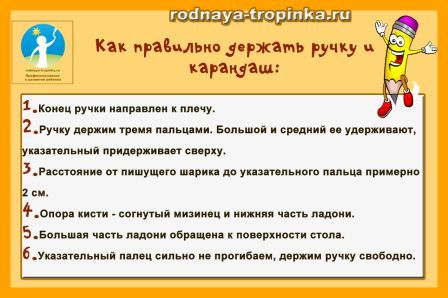 rodnaya-tropinka.ru
Как правильно держать ручку и
карандаш:
1.Конец ручки направлен к плечу.
2.Ручку держим тремя пальцами. Большой и средний ее удерживают,
указательный придерживает сверху.
3.Расстояние от пишущего шарика до указательного пальца примерно
2 см.
4.Опора кисти - согнутый мизинец и нижняя часть ладони.
5.Большая часть ладони обращена к поверхности стола.
6.Указательный палец сильно не прогибаем, держим ручку свободно.